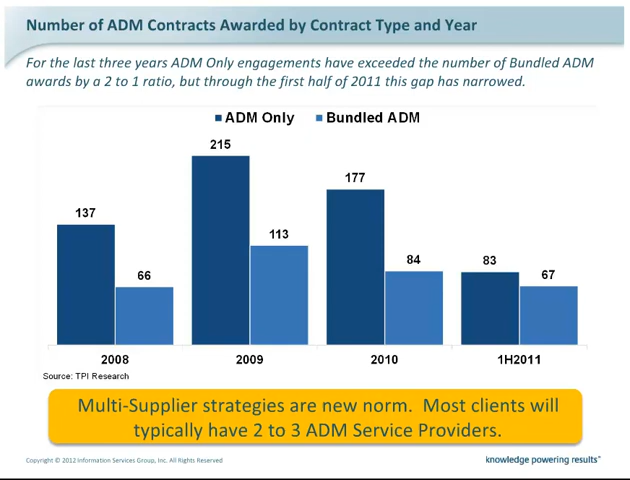 Number of ADM Contracts Awarded by Contract Type and Year
For the last three years ADM Only engagements have exceeded the number of Bundled ADM
awards by a 2 to 1 ratio, but through the first half of 2011 this gap has narrowed.
ADM Only Bundled ADM
215
177
137
113
84
83
67
66
2008 2009 2010 1H2011
Source: TPI Research
Multi-Supplier strategies are new norm. Most clients will
typically have 2 to 3 ADM Service Providers.
Copyright © 2012 Information Services Group, Inc. All Rights Reserved
knowledge powering results™